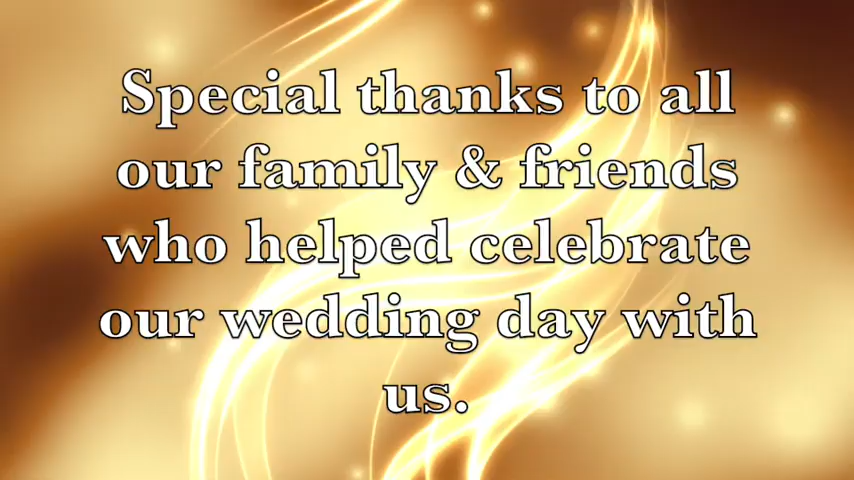 Special thanks to all
our family & friends
who helped celebrate
our wedding day with
us.